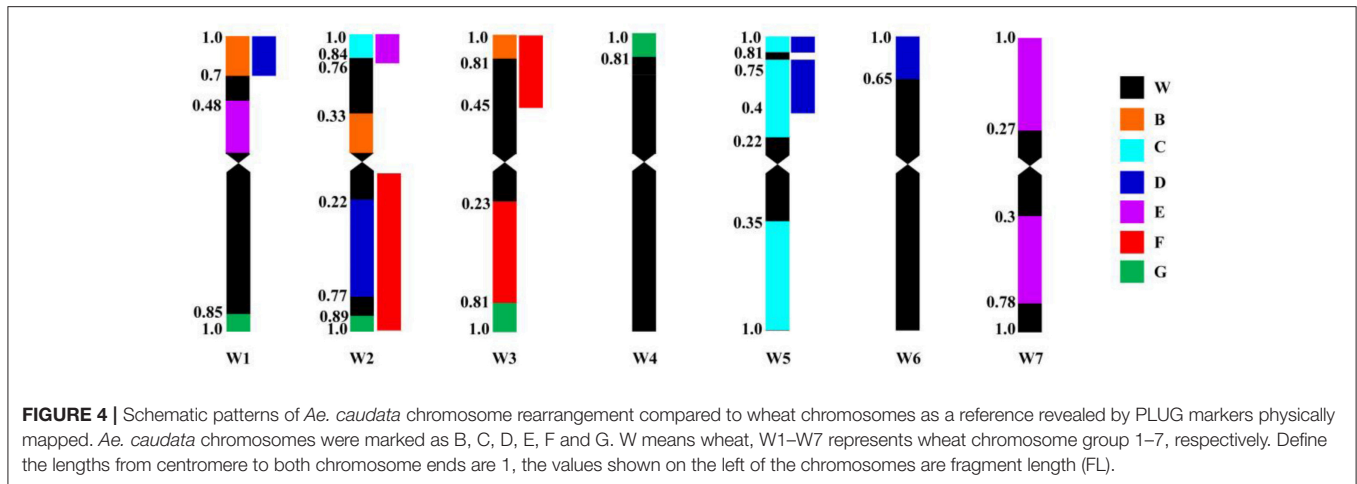 1.0
0.7
0.48
0.85
1.0
W1
1.0
0.84
0.76
0.33
0.22
0.77
0.89
1.0
W2
1.0
0.81
0.45
0.23
0.81
1.0
W3
1.0
0.81
W4
1.0
0.81
0.75
0.4
0.22
0.35
1.0
W5
1.0
0.65
W6
1.0
0.27
0.3
0.78
1.0
W7
W
B
C
D
E
F
G
FIGURE 4 | Schematic patterns of Ae. caudata chromosome rearrangement compared to wheat chromosomes as a reference revealed by PLUG markers physically
mapped. Ae. caudata chromosomes were marked as B, C, D, E, F and G. W means wheat, W1–W7 represents wheat chromosome group 1–7, respectively. Define
the lengths from centromere to both chromosome ends are 1, the values shown on the left of the chromosomes are fragment length (FL).